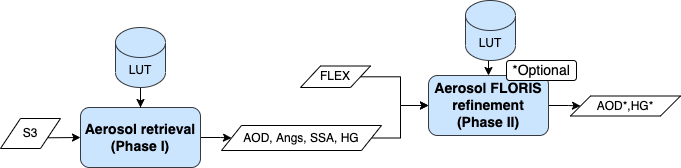 LUT
S3
Aerosol retrieval
(Phase I)
AOD, Angs, SSA, HG
FLEX
LUT
*Optional
Aerosol FLORIS
refinement
(Phase II)
AOD*,HG*